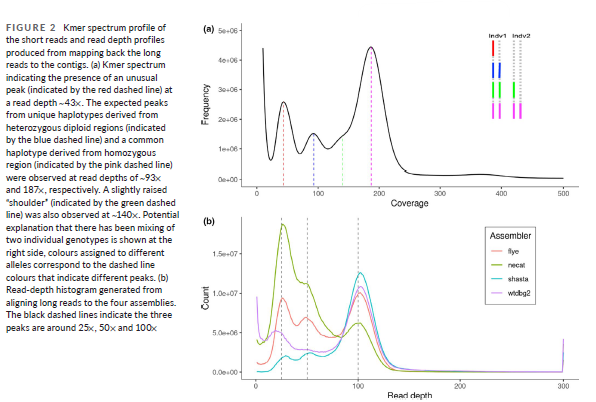 FIGURE 2 Kmer spectrum profile of
the short reads and read depth profiles
produced from mapping back the long
reads to the contigs. (a) Kmer spectrum
indicating the presence of an unusual
peak (indicated by the red dashed line) at
a read depth ~43×. The expected peaks
from unique haplotypes derived from
heterozygous diploid regions (indicated
by the blue dashed line) and a common
haplotype derived from homozygous
region (indicated by the pink dashed line)
were observed at read depths of ~93×
and 187×, respectively. A slightly raised
“shoulder” (indicated by the green dashed
line) was also observed at ~140×. Potential
explanation that there has been mixing of
two individual genotypes is shown at the
right side, colours assigned to different
alleles correspond to the dashed line
colours that indicate different peaks. (b)
Read-depth histogram generated from
aligning long reads to the four assemblies.
The black dashed lines indicate the three
peaks are around 25×, 50× and 100×
(a)
Indv1 Indv2
Frequency
5e+06
4e+06
3e+06
2e+06
1e+06
0e+00
0 100 200 300 400 500
Coverage
(b)
Count
1.5e+07
1.0e+07
5.0e+06
0.0e+00
0 100 200 300
Read depth
Assembler
flye
necat
shasta
wtdbg2